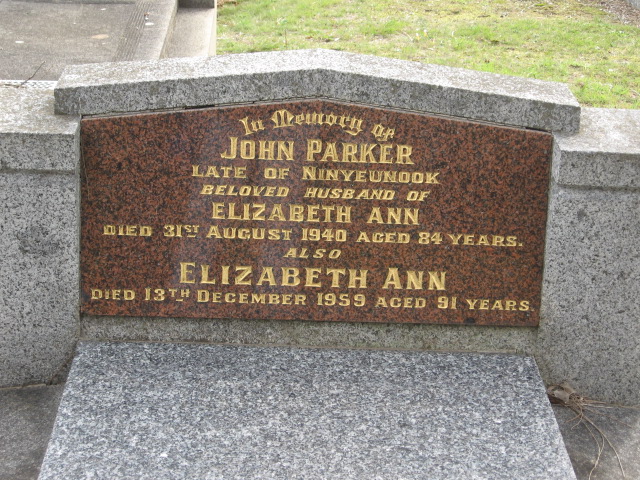 In Memory of
JOHN PARKER
LATE OF NINYEUNOOK
BELOVED HUSBAND OF
ELIZABETH ANN
DIED 31ST AUGUST 1940 AGED 84 YEARS.
ALSO
ELIZABETH ANN
DIED 13TH DECEMBER 1959 AGED 91 YEARS.